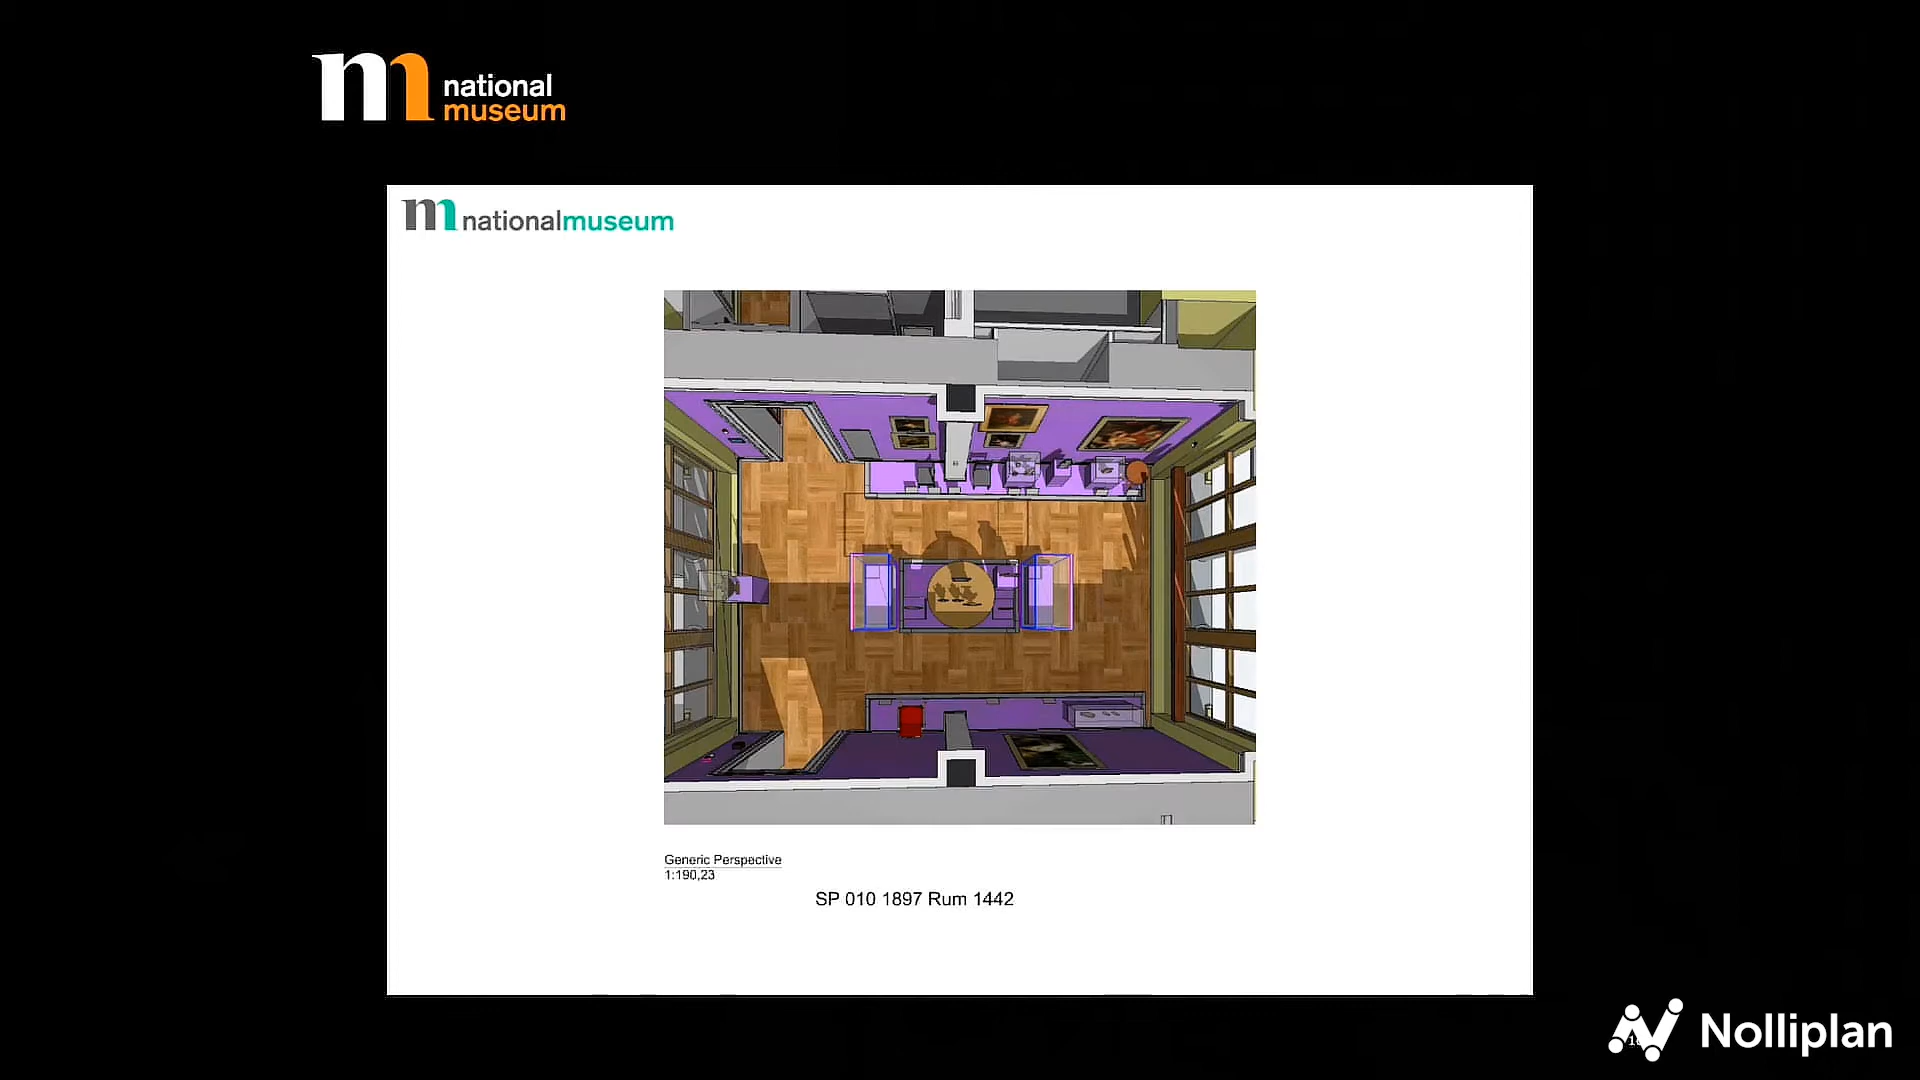 national
museum
nationalmuseum
Generic Perspective
1:190,23
SP 010 1897 Rum 1442
Nolliplan